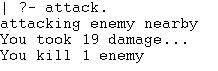 | ?- attack.
attacking enemy nearby
You took 19 damage...
You kill 1 enemy